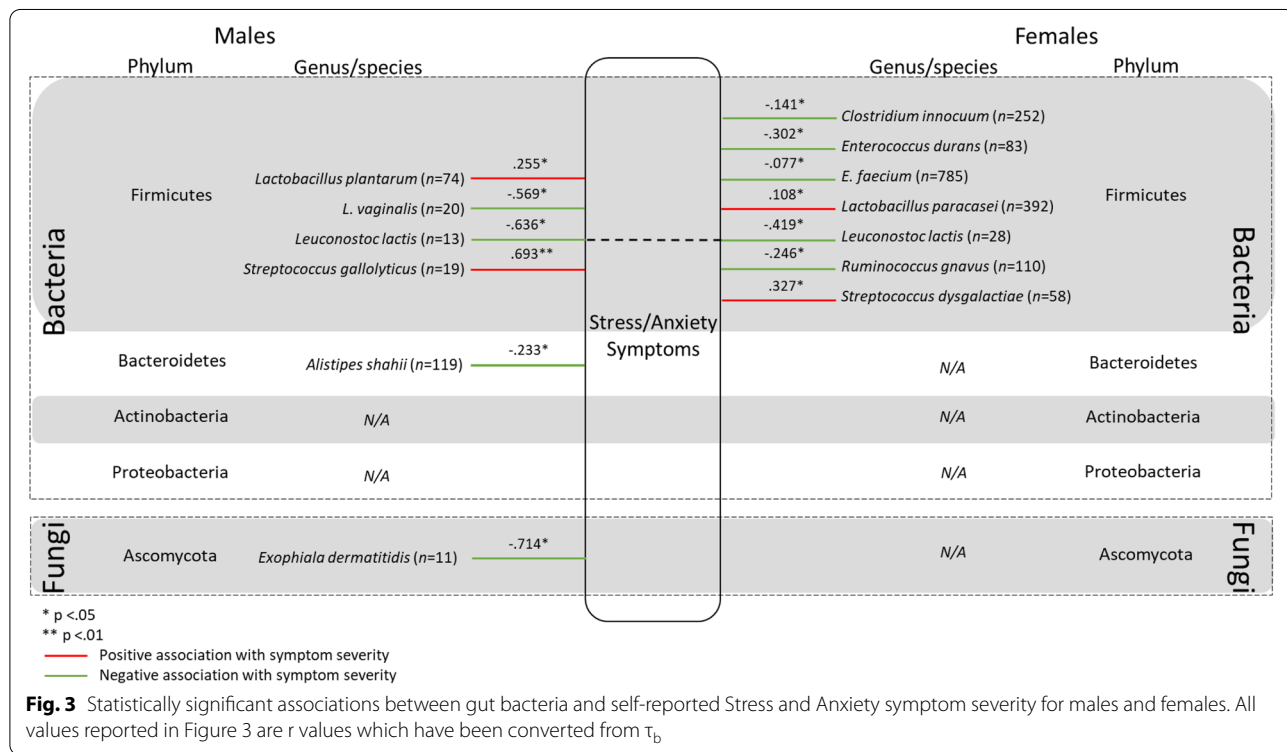 Males
Females
Phylum Genus/species
Genus/species Phylum
Bacteria
Firmicutes
Lactobacillus plantarum (n=74) .255*
L. vaginalis (n=20) -.569*
Leuconostoc lactis (n=13) -.636*
Streptococcus gallolyticus (n=19) .693**
Bacteroidetes
Alistipes shahii (n=119) -.233*
Actinobacteria N/A
Proteobacteria N/A
Fungi
Ascomycota Exophiala dermatitidis (n=11) -.714*
Stress/Anxiety
Symptoms
-.141* Clostridium innocuum (n=252)
-.302* Enterococcus durans (n=83)
-.077* E. faecium (n=785)
.108* Lactobacillus paracasei (n=392)
-.419* Leuconostoc lactis (n=28)
-.246* Ruminococcus gnavus (n=110)
.327* Streptococcus dysgalactiae (n=58)
Firmicutes
Bacteria
N/A Bacteroidetes
N/A Actinobacteria
N/A Proteobacteria
N/A Ascomycota
Fungi
* p <.05
** p <.01
Positive association with symptom severity
Negative association with symptom severity
Fig. 3 Statistically significant associations between gut bacteria and self-reported Stress and Anxiety symptom severity for males and females. All
values reported in Figure 3 are r values which have been converted from τb